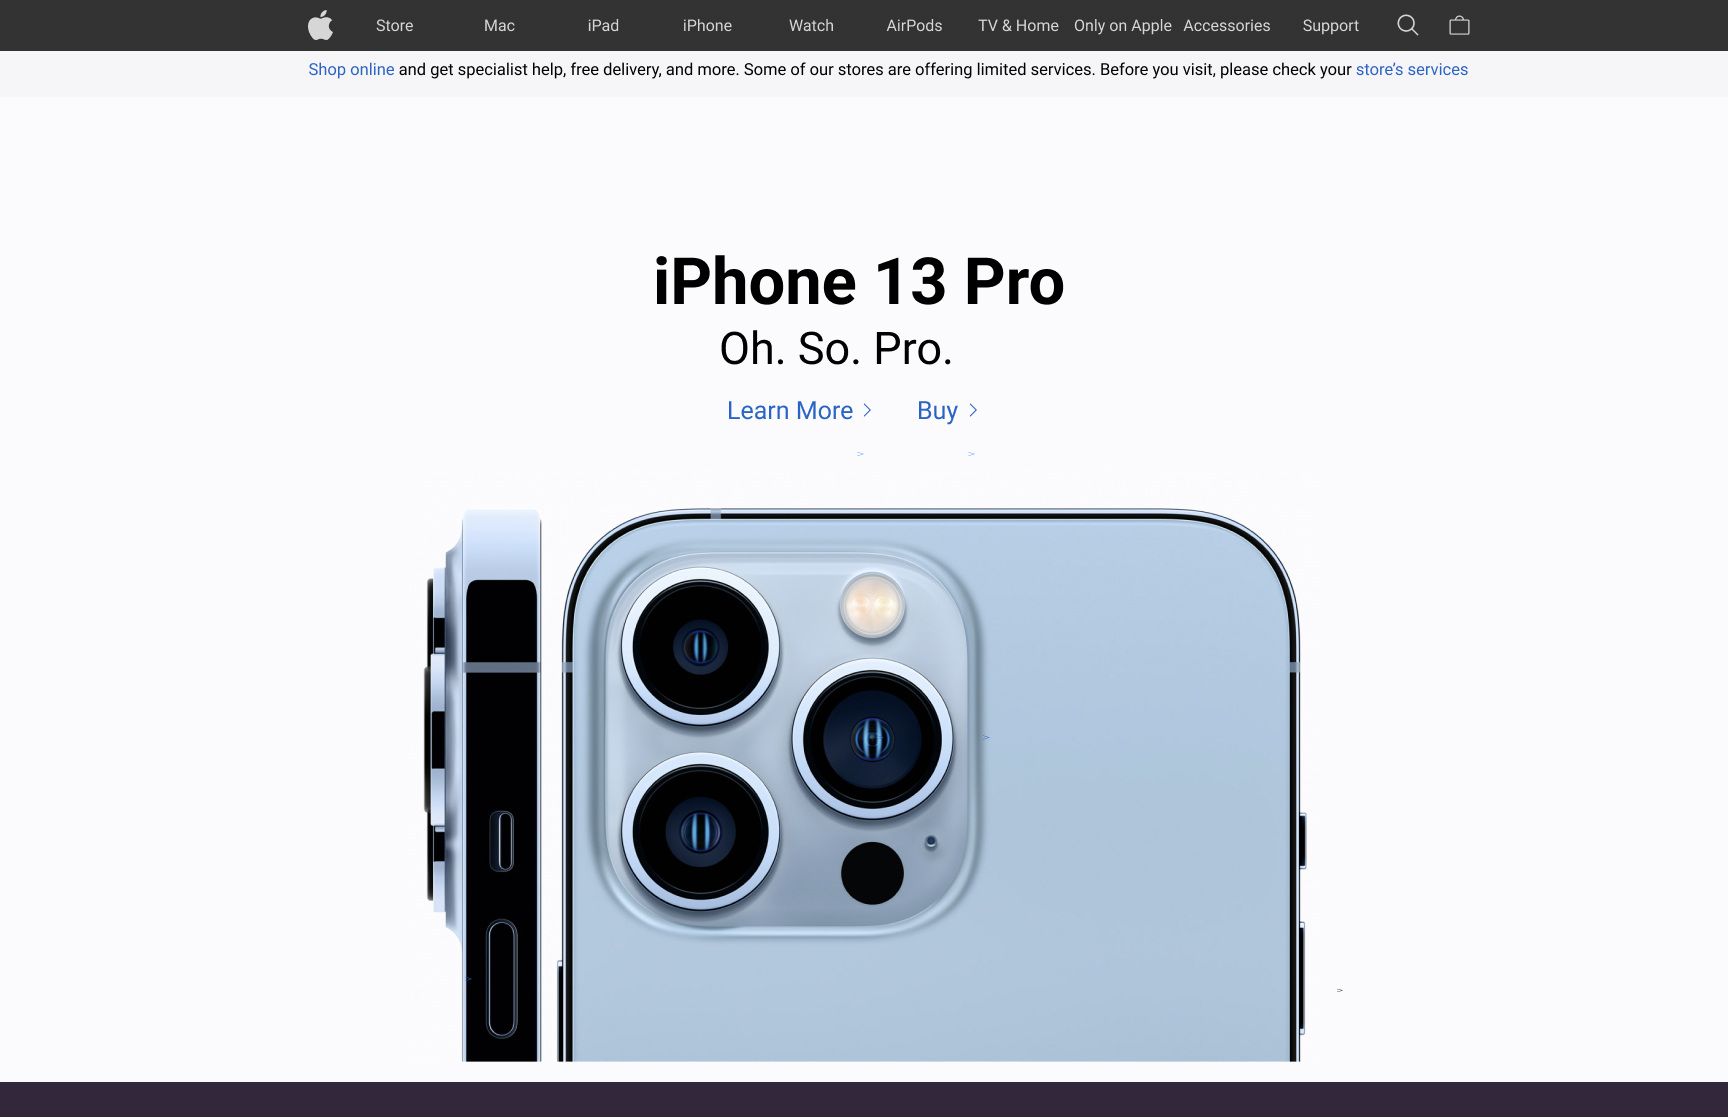 Store Mac iPad iPhone Watch AirPods TV & Home Only on Apple Accessories Support
Shop online and get specialist help, free delivery, and more. Some of our stores are offering limited services. Before you visit, please check your store’s services
iPhone 13 Pro
Oh. So. Pro.
Learn More > Buy >
> >
>
>
>